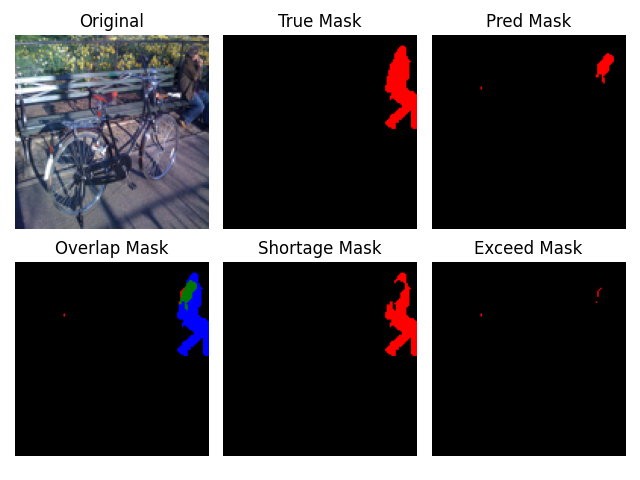 Original
True Mask
Pred Mask
Overlap Mask
Shortage Mask
Exceed Mask